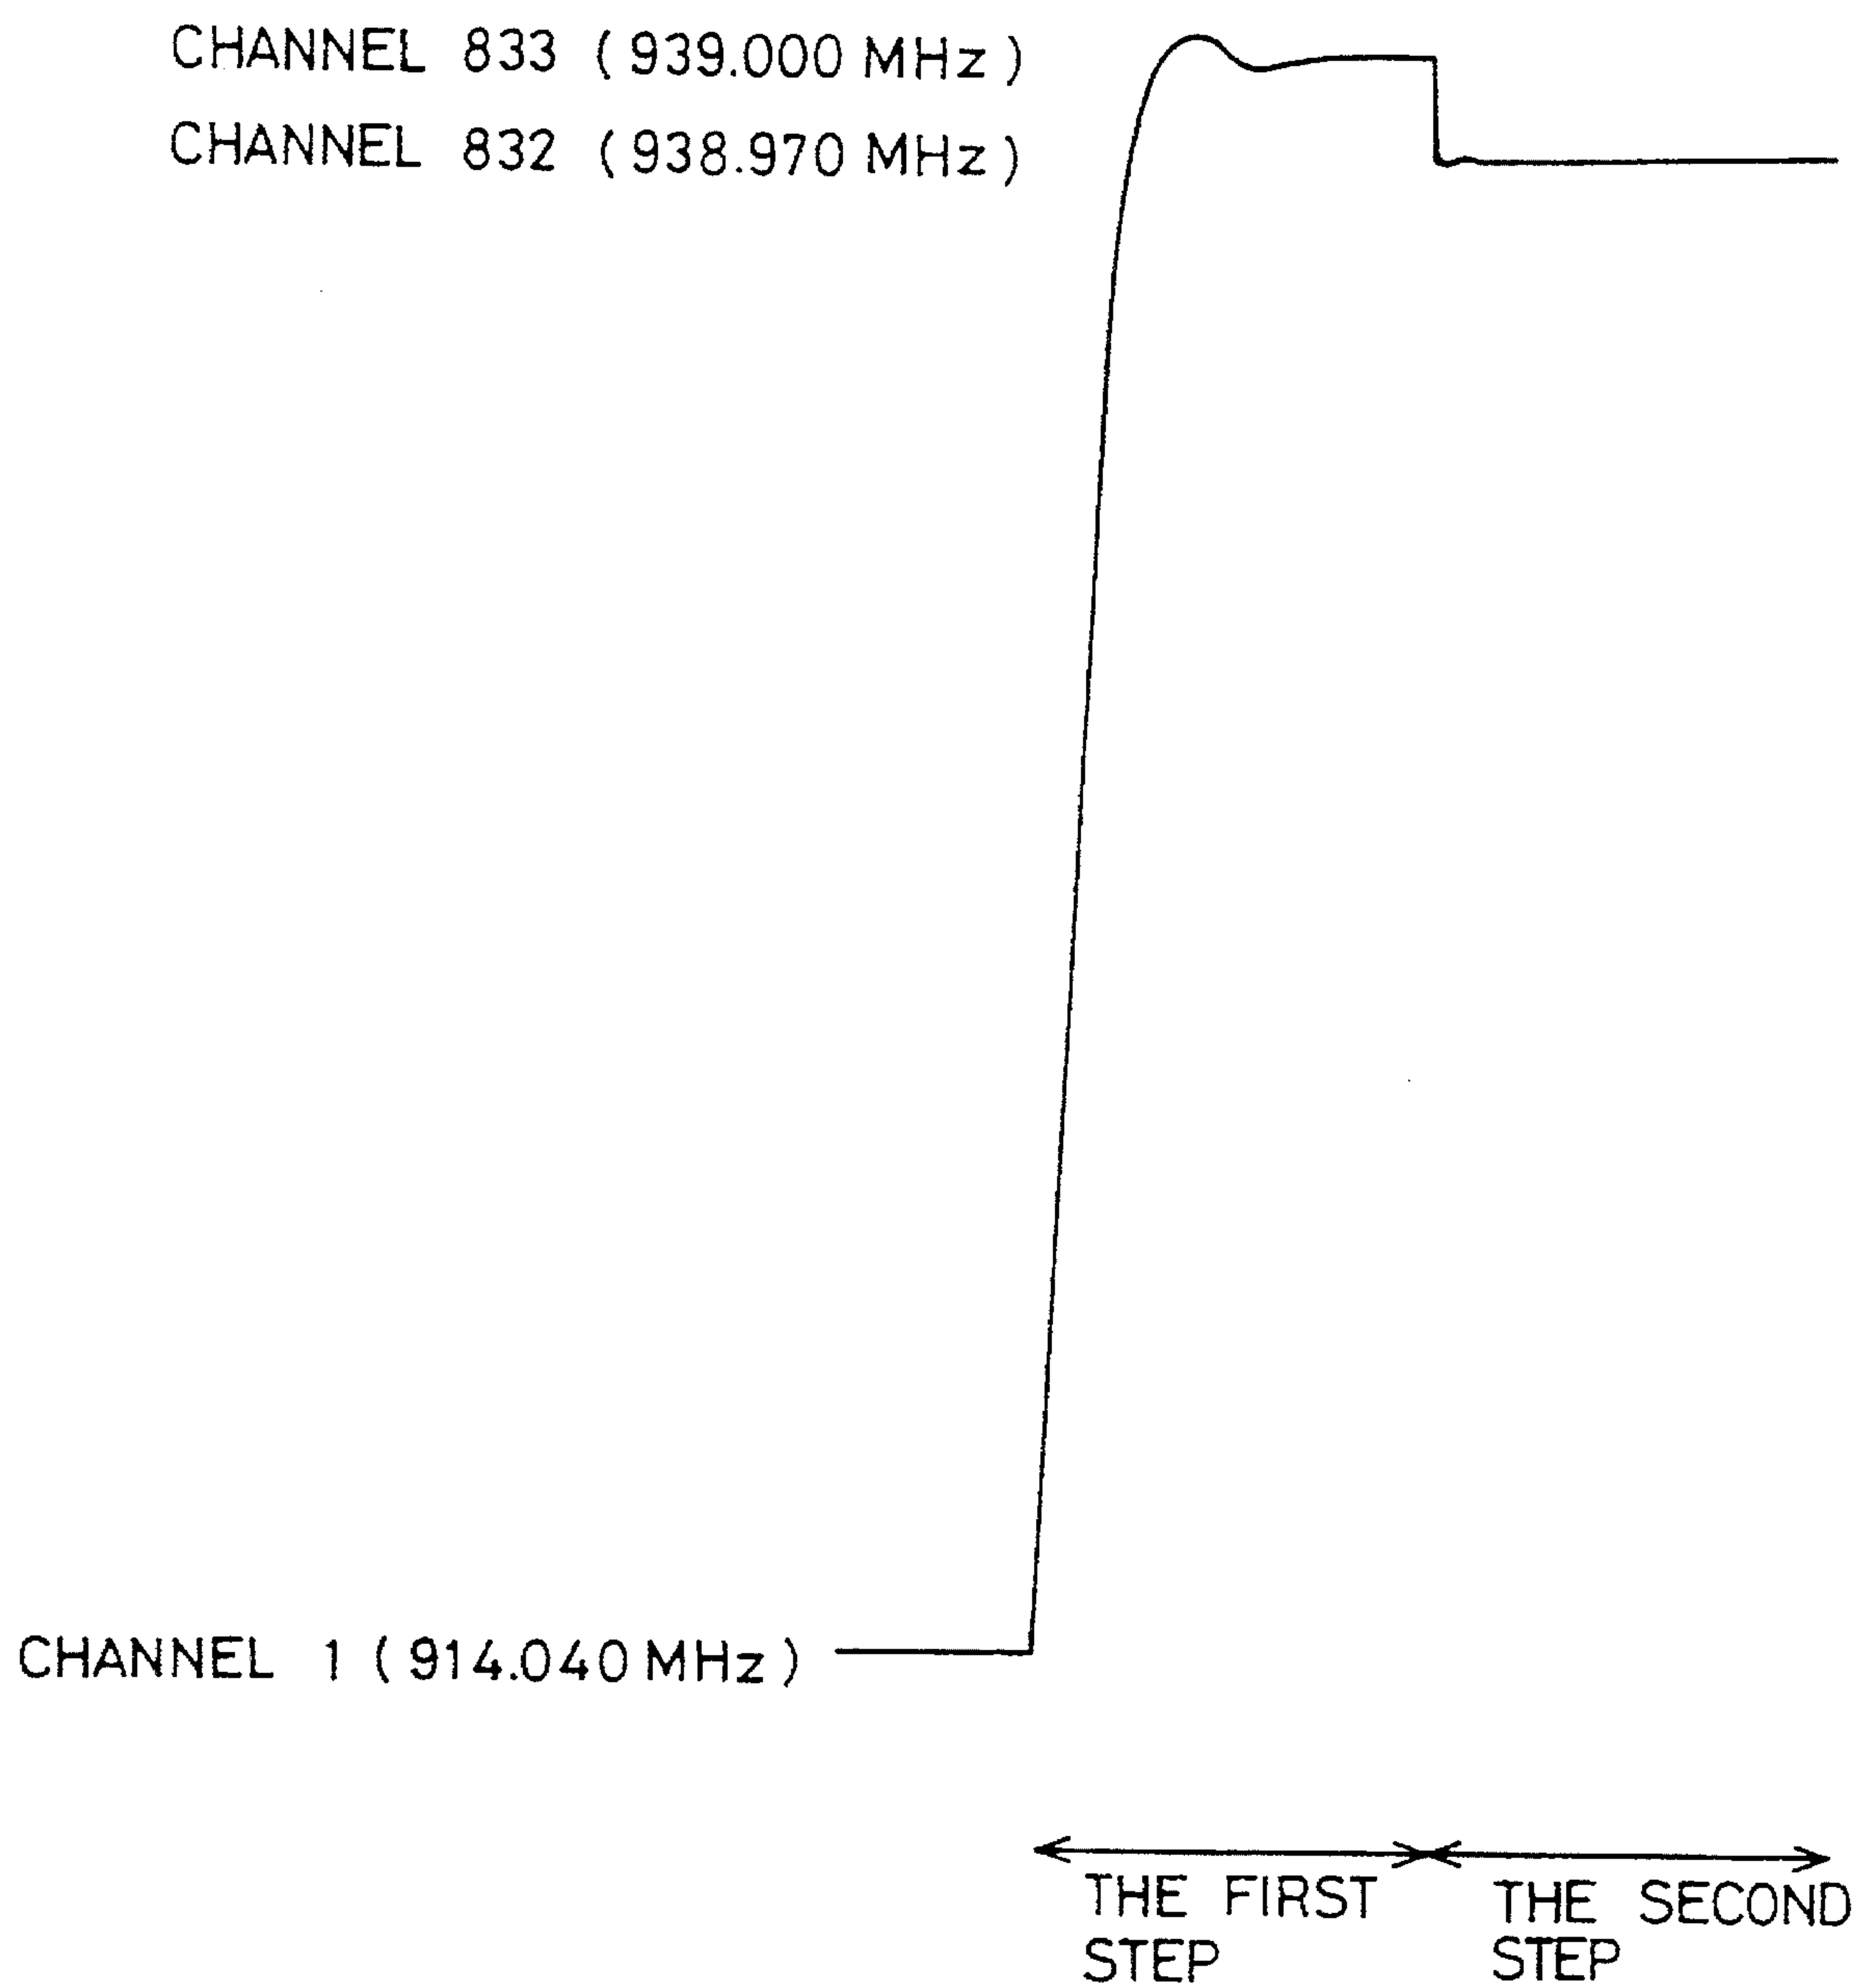 CHANNEL 833 (939.000 MHz)
CHANNEL 832 (938.970 MHz)
CHANNEL 1 (914.040 MHz)
THE FIRST
STEP
THE SECOND
STEP